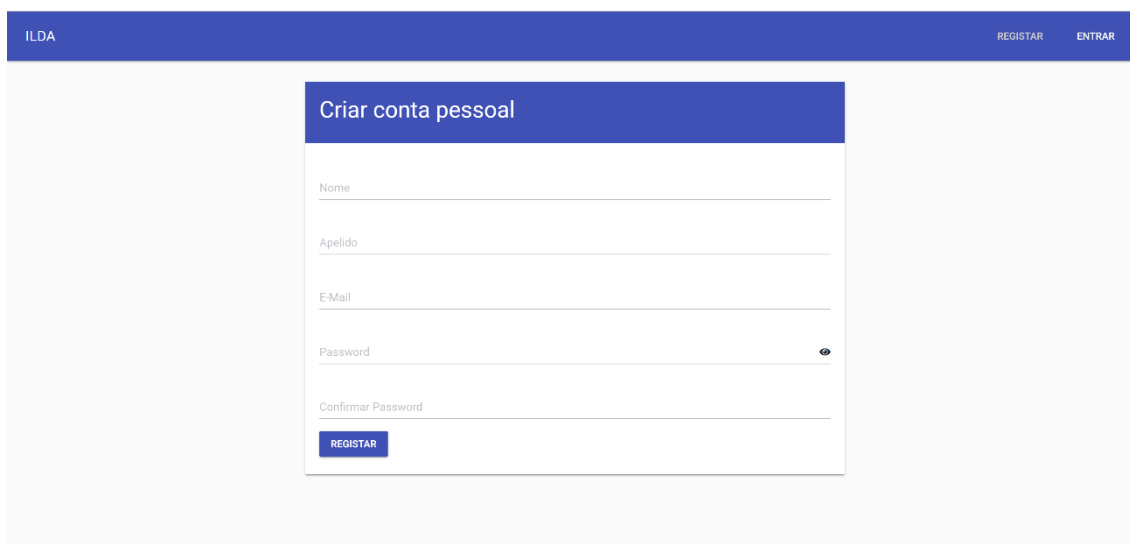 ILDA
REGISTAR ENTRAR
Criar conta pessoal
Nome
Apelido
E-Mail
Password
Confirmar Password
REGISTAR